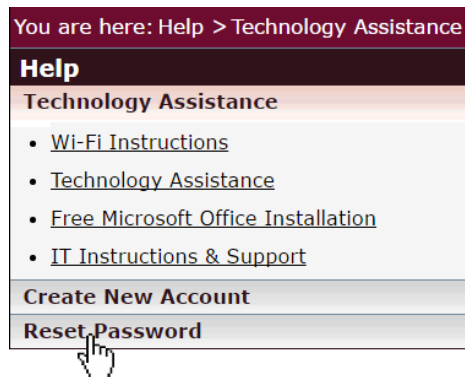 You are here: Help > Technology Assistance
Help
Technology Assistance
Wi-Fi Instructions
Technology Assistance
Free Microsoft Office Installation
IT Instructions & Support
Create New Account
Reset Password